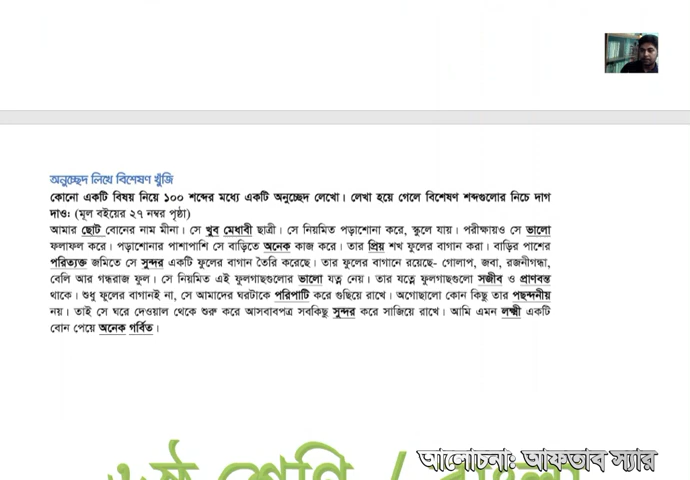 অনুচ্ছেদ লিখে বিশেষণ খুঁজি
কোনো একটি বিষয় নিয়ে ১০০ শব্দের মধ্যে একটি অনুচ্ছেদ লেখো। লেখা হয়ে গেলে বিশেষণ শব্দগুলোর নিচে দাগ
দাও: (মূল বইয়ের ২৭ নম্বর পৃষ্ঠা)
আমার ছোট বোনের নাম মীনা। সে খুব মেধাবী ছাত্রী। সে নিয়মিত পড়াশোনা করে, স্কুলে যায়। পরীক্ষায়ও সে ভালো
ফলাফল করে। পড়াশোনার পাশাপাশি সে বাড়িতে অনেক কাজ করে। তার প্রিয় শখ ফুলের বাগান করা। বাড়ির পাশের
পরিত্যক্ত জমিতে সে সুন্দর একটি ফুলের বাগান তৈরি করেছে। তার ফুলের বাগানে রয়েছে- গোলাপ, জবা, রজনীগন্ধা,
বেলি আর গন্ধরাজ ফুল। সে নিয়মিত এই ফুলগাছগুলোর ভালো যত্ন নেয়। তার যত্নে ফুলগাছগুলো সজীব ও প্রাণবন্ত
থাকে। শুধু ফুলের বাগানই না, সে আমাদের ঘরটাকে পরিপাটি করে গুছিয়ে রাখে। অগোছালো কোন কিছু তার পছন্দনীয়
নয়। তাই সে ঘরে দেওয়াল থেকে শুরু করে আসবাবপত্র সবকিছু সুন্দর করে সাজিয়ে রাখে। আমি এমন লক্ষ্মী একটি
বোন পেয়ে অনেক গর্বিত।
৬ষ্ঠ শ্রেণি / বাংলা
আলোচনা: আফতাব স্যার